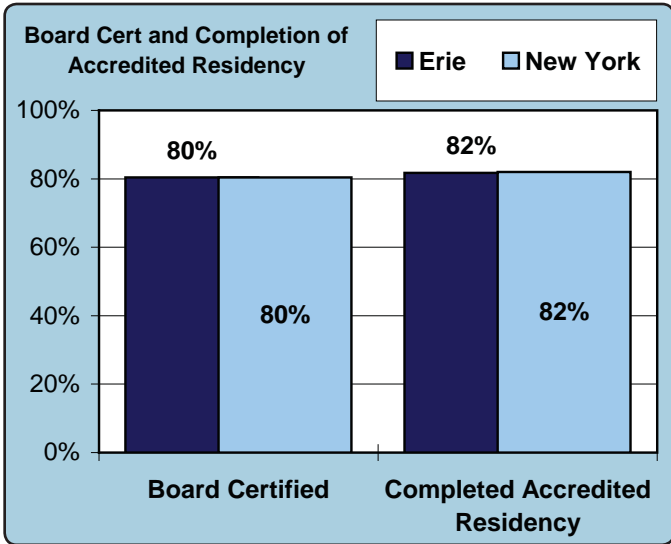 Board Cert and Completion of
Accredited Residency
Erie
New York
100%
80%
60%
40%
20%
0%
80%
80%
82%
82%
Board Certified
Completed Accredited
Residency